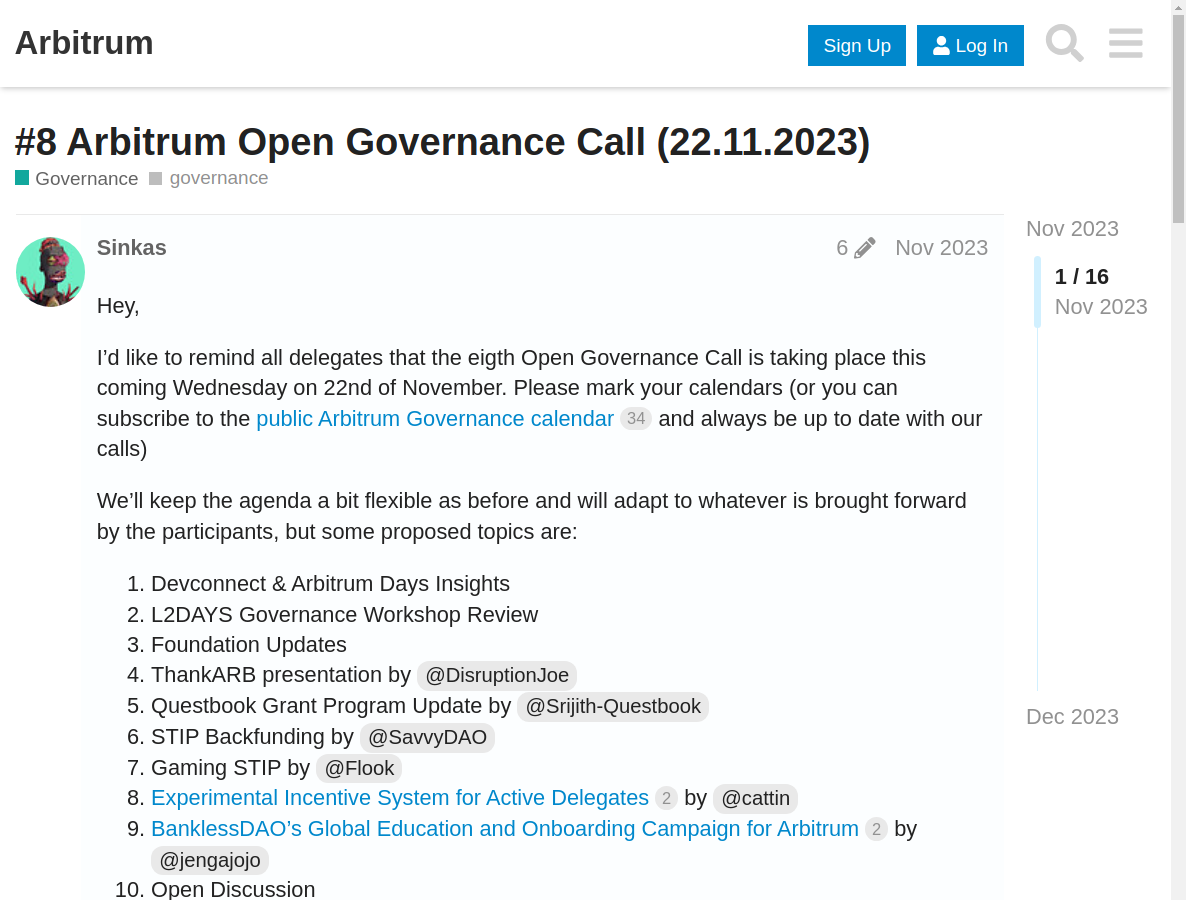 Arbitrum
Sign Up
Log In
#8 Arbitrum Open Governance Call (22.11.2023)
Governance governance
Sinkas
6 Nov 2023
Hey,
I’d like to remind all delegates that the eigth Open Governance Call is taking place this
coming Wednesday on 22nd of November. Please mark your calendars (or you can
subscribe to the public Arbitrum Governance calendar 34 and always be up to date with our
calls)
We’ll keep the agenda a bit flexible as before and will adapt to whatever is brought forward
by the participants, but some proposed topics are:
1. Devconnect & Arbitrum Days Insights
2. L2DAYS Governance Workshop Review
3. Foundation Updates
4. ThankARB presentation by @DisruptionJoe
5. Questbook Grant Program Update by @Srijith-Questbook
6. STIP Backfunding by @SavvyDAO
7. Gaming STIP by @Flook
8. Experimental Incentive System for Active Delegates 2 by @cattin
9. BanklessDAO’s Global Education and Onboarding Campaign for Arbitrum 2 by
@jengajojo
10. Open Discussion
Nov 2023
1 / 16
Nov 2023
Dec 2023